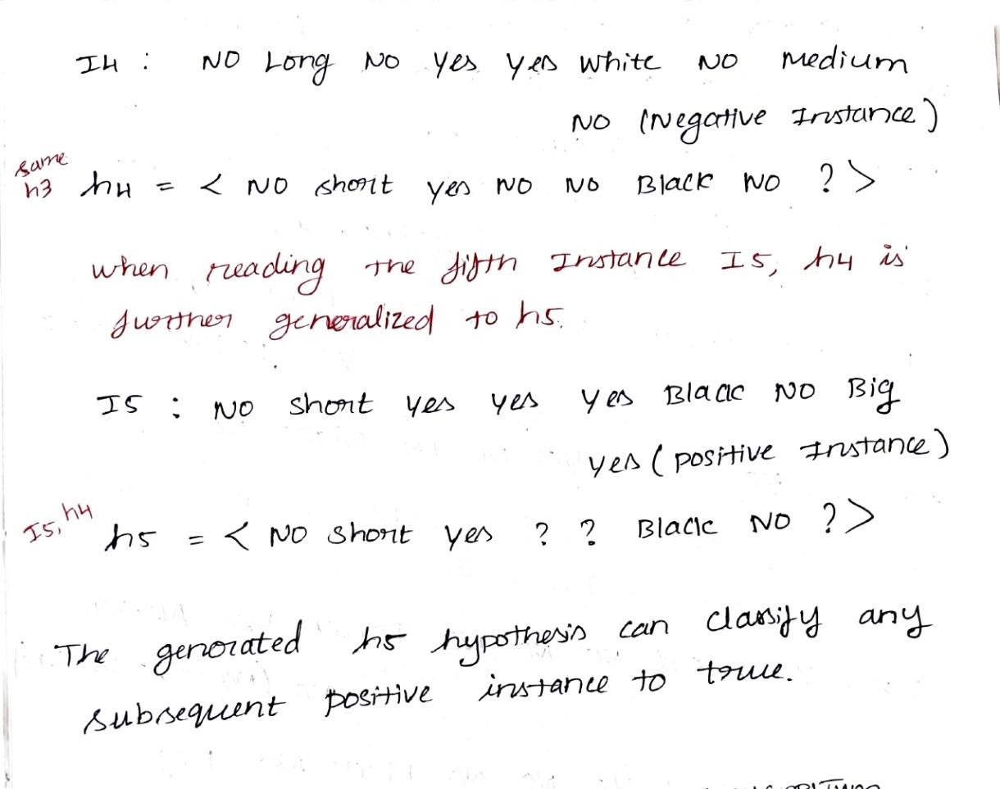 I4 : NO Long NO yes yes white NO medium
NO (Negative Instance)
same
h3 h4 = < NO short yes NO NO Black NO ? >
when reading the fifth Instance I5, h4 is
further generalized to h5.
I5 : NO short yes yes yes Black NO Big
yes (positive Instance)
I5, h4
h5 = < NO short yes ? ? Black NO ? >
The generated h5 hypothesis can classify any
subsequent positive instance to true.